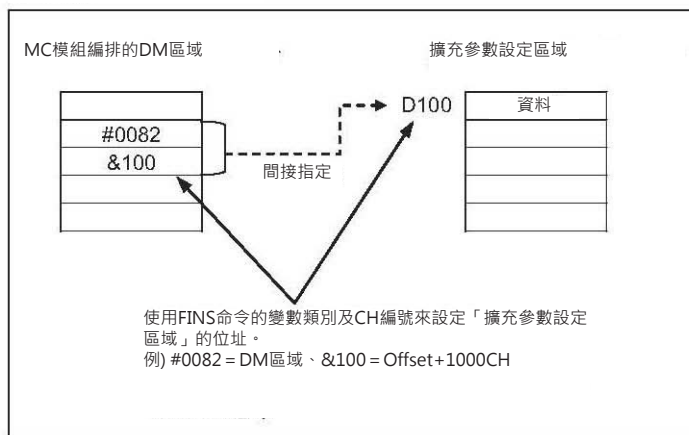 MC模組編排的DM區域
擴充參數設定區域
D100
資料
#0082
&100
間接指定
使用FINS命令的變數類別及CH編號來設定「擴充參數設定
區域」的位址。
例) #0082＝DM區域、&100＝Offset+1000CH